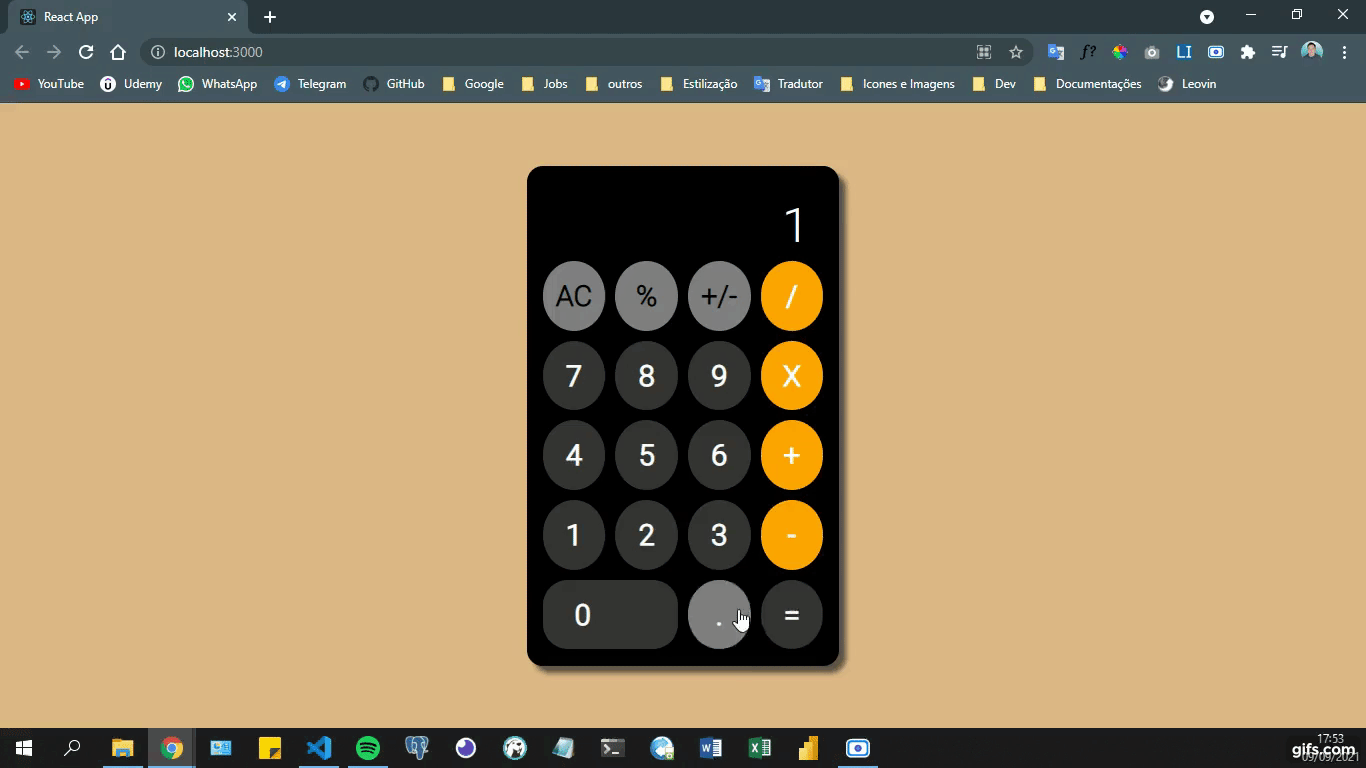 React App
localhost:3000
f?
LI
YouTube Udemy WhatsApp Telegram GitHub Google Jobs outros Estilização Tradutor Icones e Imagens Dev Documentações Leovin
1
AC % +/- /
7 8 9 X
4 5 6 +
1 2 3 -
0 . =
17:53
gifs.com
09/09/2021